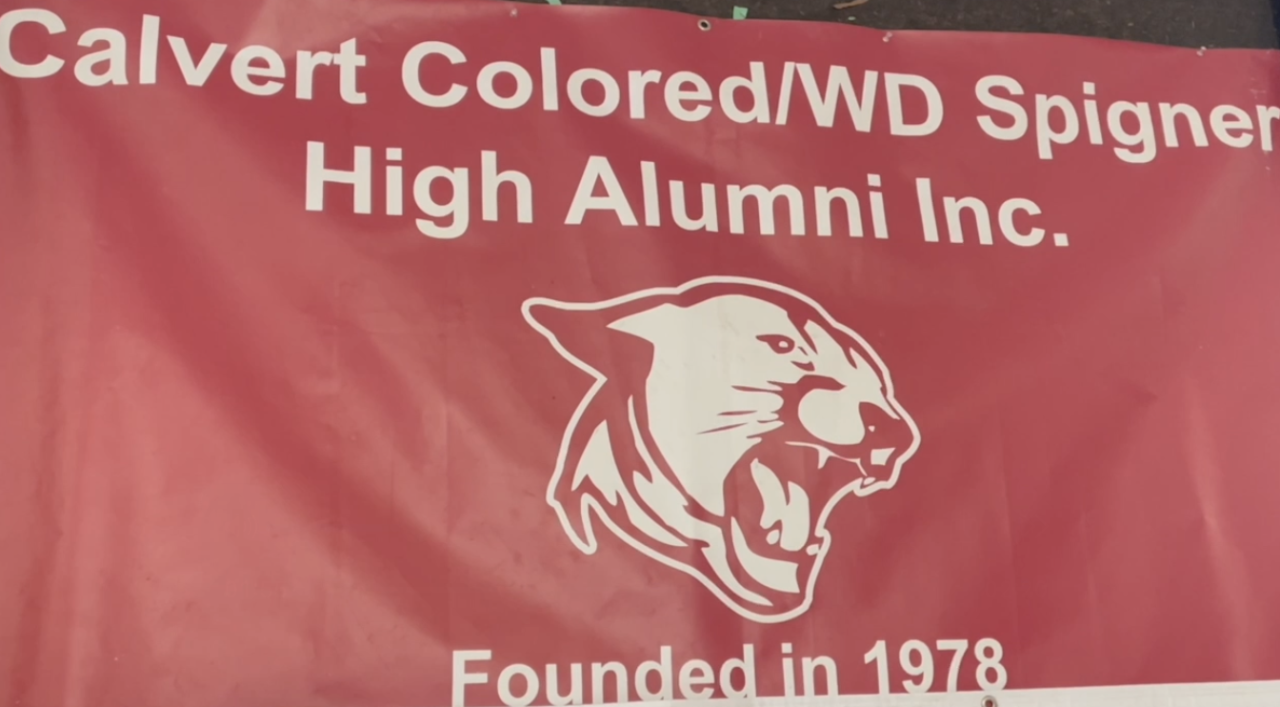 Calvert Colored/WD Spigner
High Alumni Inc.
Founded in 1978